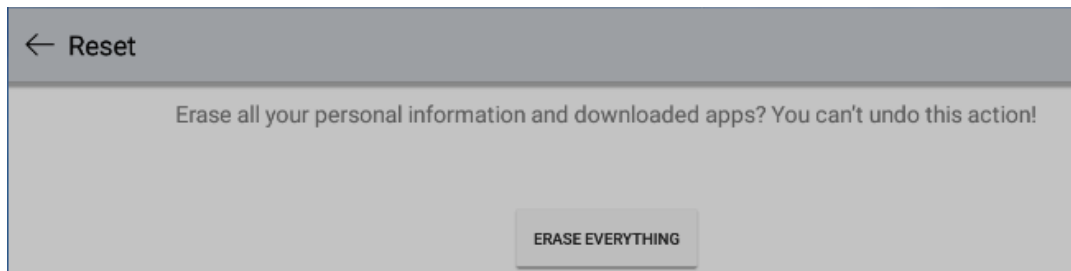 Reset
Erase all your personal information and downloaded apps? You can't undo this action!
ERASE EVERYTHING